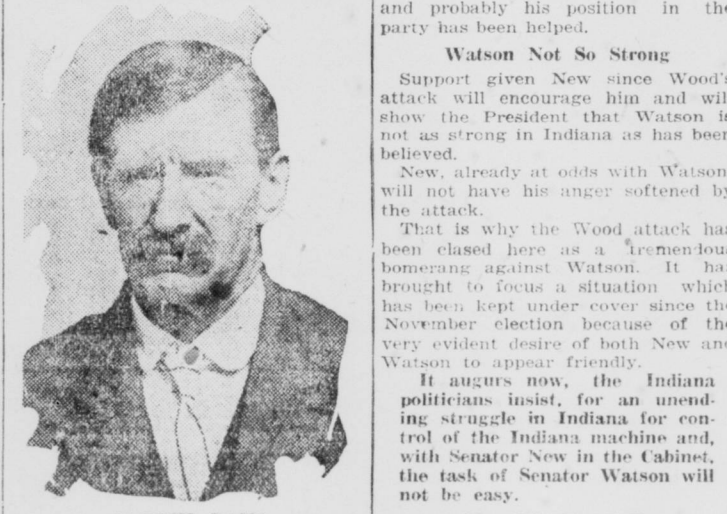 and probably his position in the
party has been helped.
Watson Not So Strong
Support given New since Wood's
attack will encourage him and will
show the President that Watson is
not as strong in Indiana as has been
believed.
New, already at odds with Watson
will not have his anger softened by
the attack.
That is why the Wood attack has
been clased here as a tremendous
bomerang against Watson. It has
brought to focus a situation which
has been kept under cover since the
November election because of the
very evident desire of both New and
Watson to appear friendly.
It augurs now, the Indiana
politicians insist, for an unend-
ing struggle in Indiana for con-
trol of the Indiana machine and,
with Senator New in the Cabinet,
the task of Senator Watson will
not be easy.